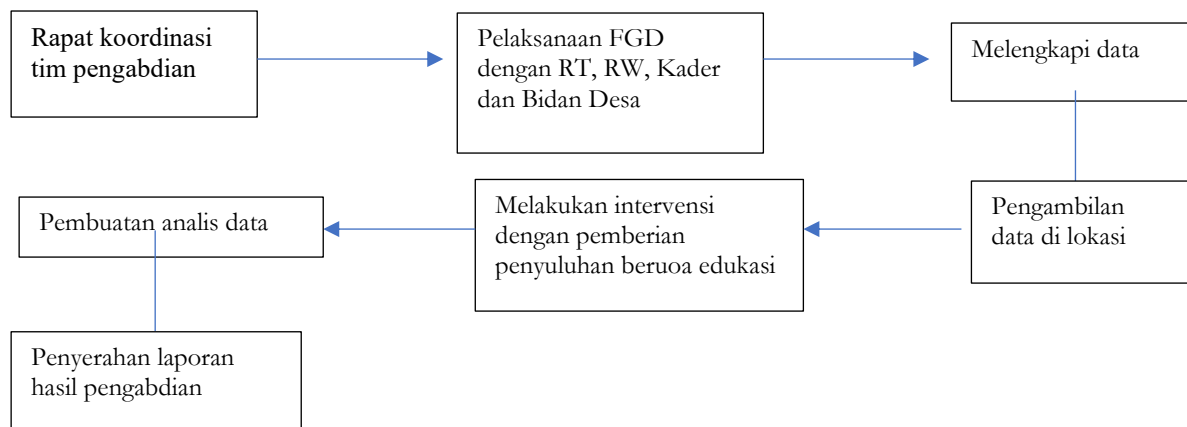 Rapat koordinasi
tim pengabdian
Pelaksanaan FGD
dengan RT, RW, Kader
dan Bidan Desa
Melengkapi data
Pengambilan
data di lokasi
Melakukan intervensi
dengan pemberian
penyuluhan beruoa edukasi
Pembuatan analis data
Penyerahan laporan
hasil pengabdian